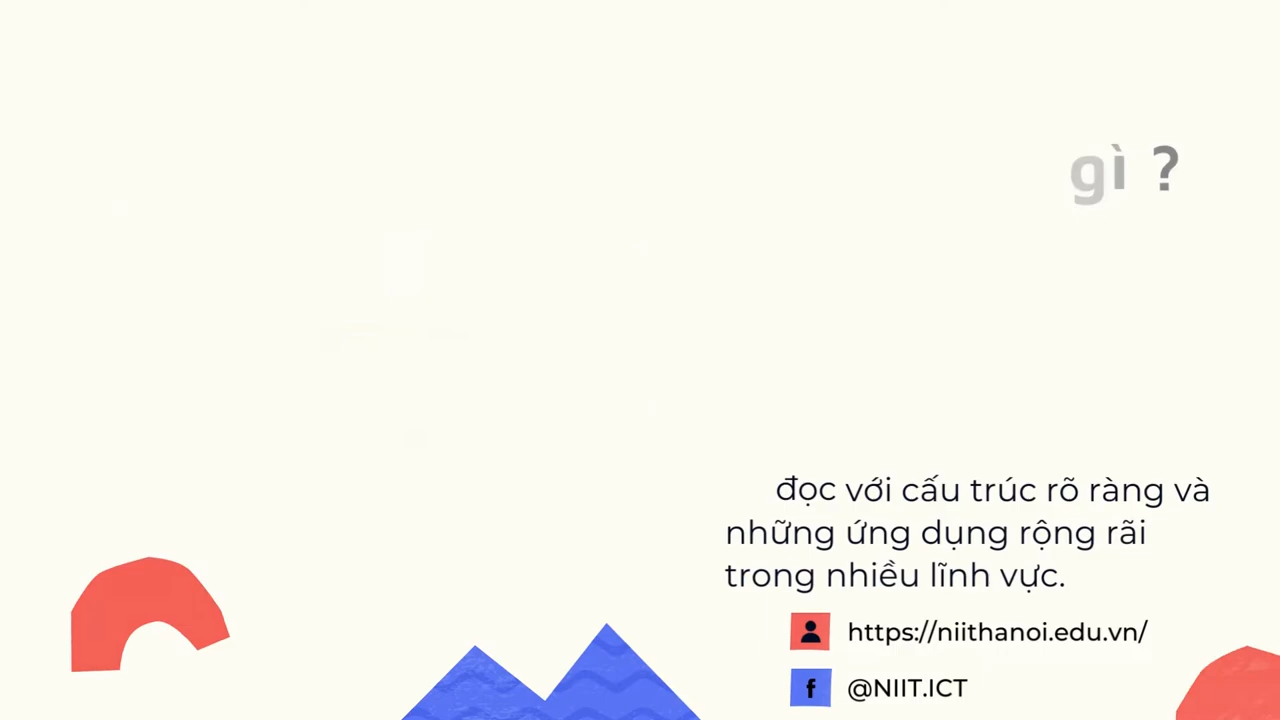 gì ?
đọc với cấu trúc rõ ràng và
những ứng dụng rộng rãi
trong nhiều lĩnh vực.
https://niithanoi.edu.vn/
@NIIT.ICT